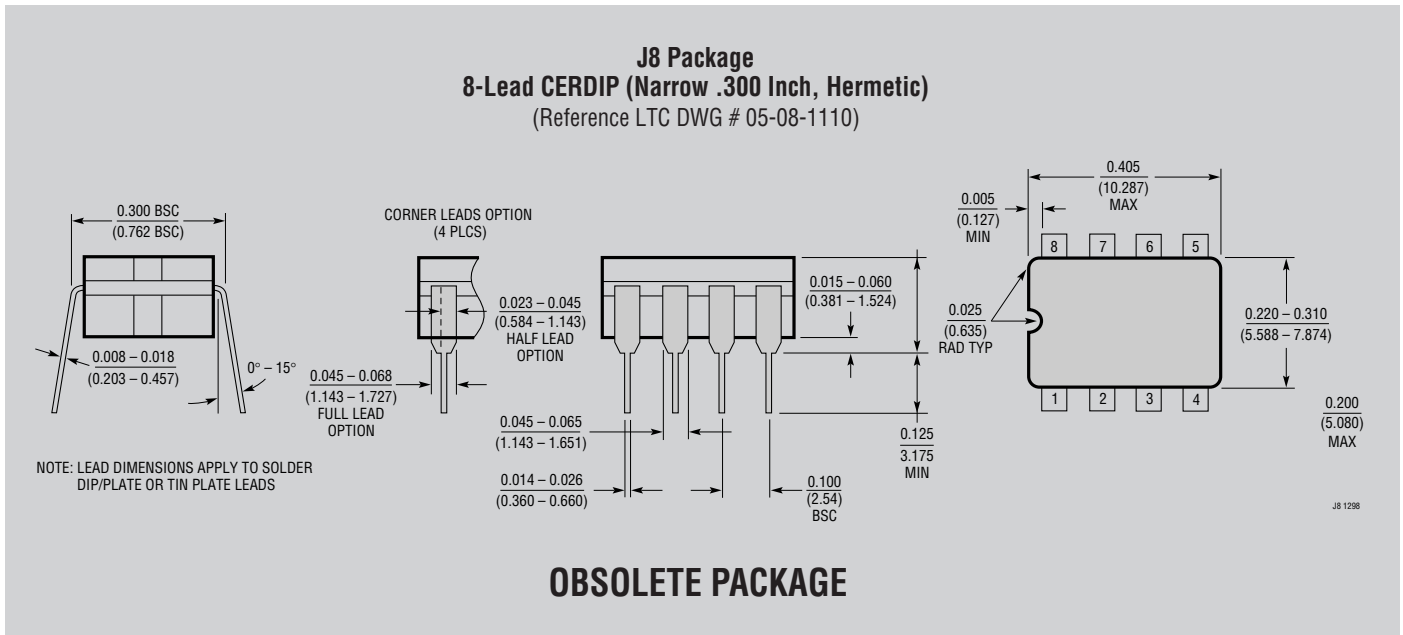 J8 Package
8-Lead CERDIP (Narrow .300 Inch, Hermetic)
(Reference LTC DWG # 05-08-1110)
0.300 BSC
(0.762 BSC)
0.008 – 0.018
(0.203 – 0.457)
0° – 15°
NOTE: LEAD DIMENSIONS APPLY TO SOLDER
DIP/PLATE OR TIN PLATE LEADS
CORNER LEADS OPTION
(4 PLCS)
0.023 – 0.045
(0.584 – 1.143)
HALF LEAD
OPTION
0.045 – 0.068
(1.143 – 1.727)
FULL LEAD
OPTION
0.015 – 0.060
(0.381 – 1.524)
0.045 – 0.065
(1.143 – 1.651)
0.014 – 0.026
(0.360 – 0.660)
0.100
(2.54)
BSC
0.125
3.175
MIN
0.005
(0.127)
MIN
0.405
(10.287)
MAX
8 7 6 5
0.025
(0.635)
RAD TYP
0.220 – 0.310
(5.588 – 7.874)
1 2 3 4
0.200
(5.080)
MAX
J8 1298
OBSOLETE PACKAGE